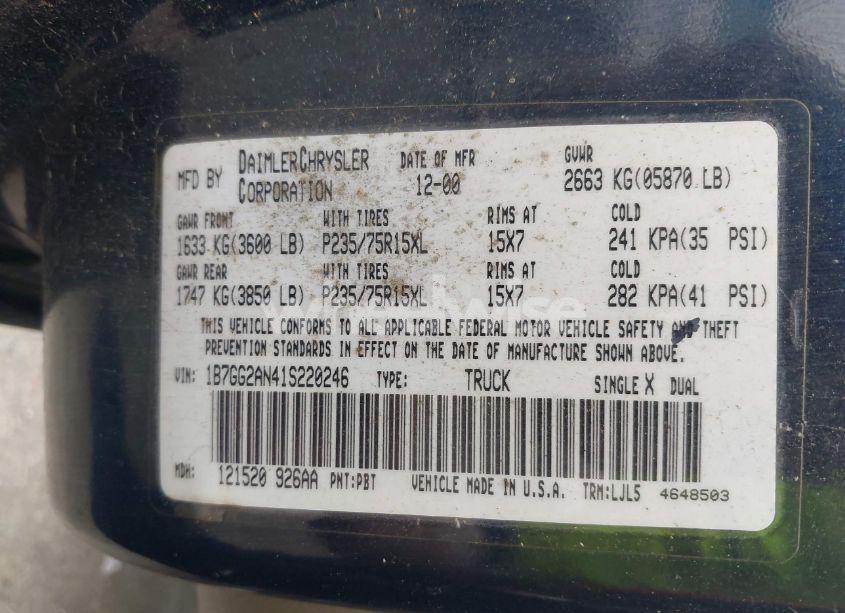 MFD BY DAIMLERCHRYSLER CORPORATION DATE OF MFR 12-00 GVWR 2663 KG(05870 LB)
GAWR FRONT WITH TIRES RIMS AT COLD
1633 KG(3600 LB) P235/75R15XL 15X7 241 KPA(35 PSI)
GAWR REAR WITH TIRES RIMS AT COLD
1747 KG(3850 LB) P235/75R15XL 15X7 282 KPA(41 PSI)
THIS VEHICLE CONFORMS TO ALL APPLICABLE FEDERAL MOTOR VEHICLE SAFETY AND THEFT
PREVENTION STANDARDS IN EFFECT ON THE DATE OF MANUFACTURE SHOWN ABOVE.
VIN: 1B7GG2AN41S220246 TYPE: TRUCK SINGLE X DUAL
MDH: 121520 926AA PNT:PBT VEHICLE MADE IN U.S.A. TRM:LJL5 4648503